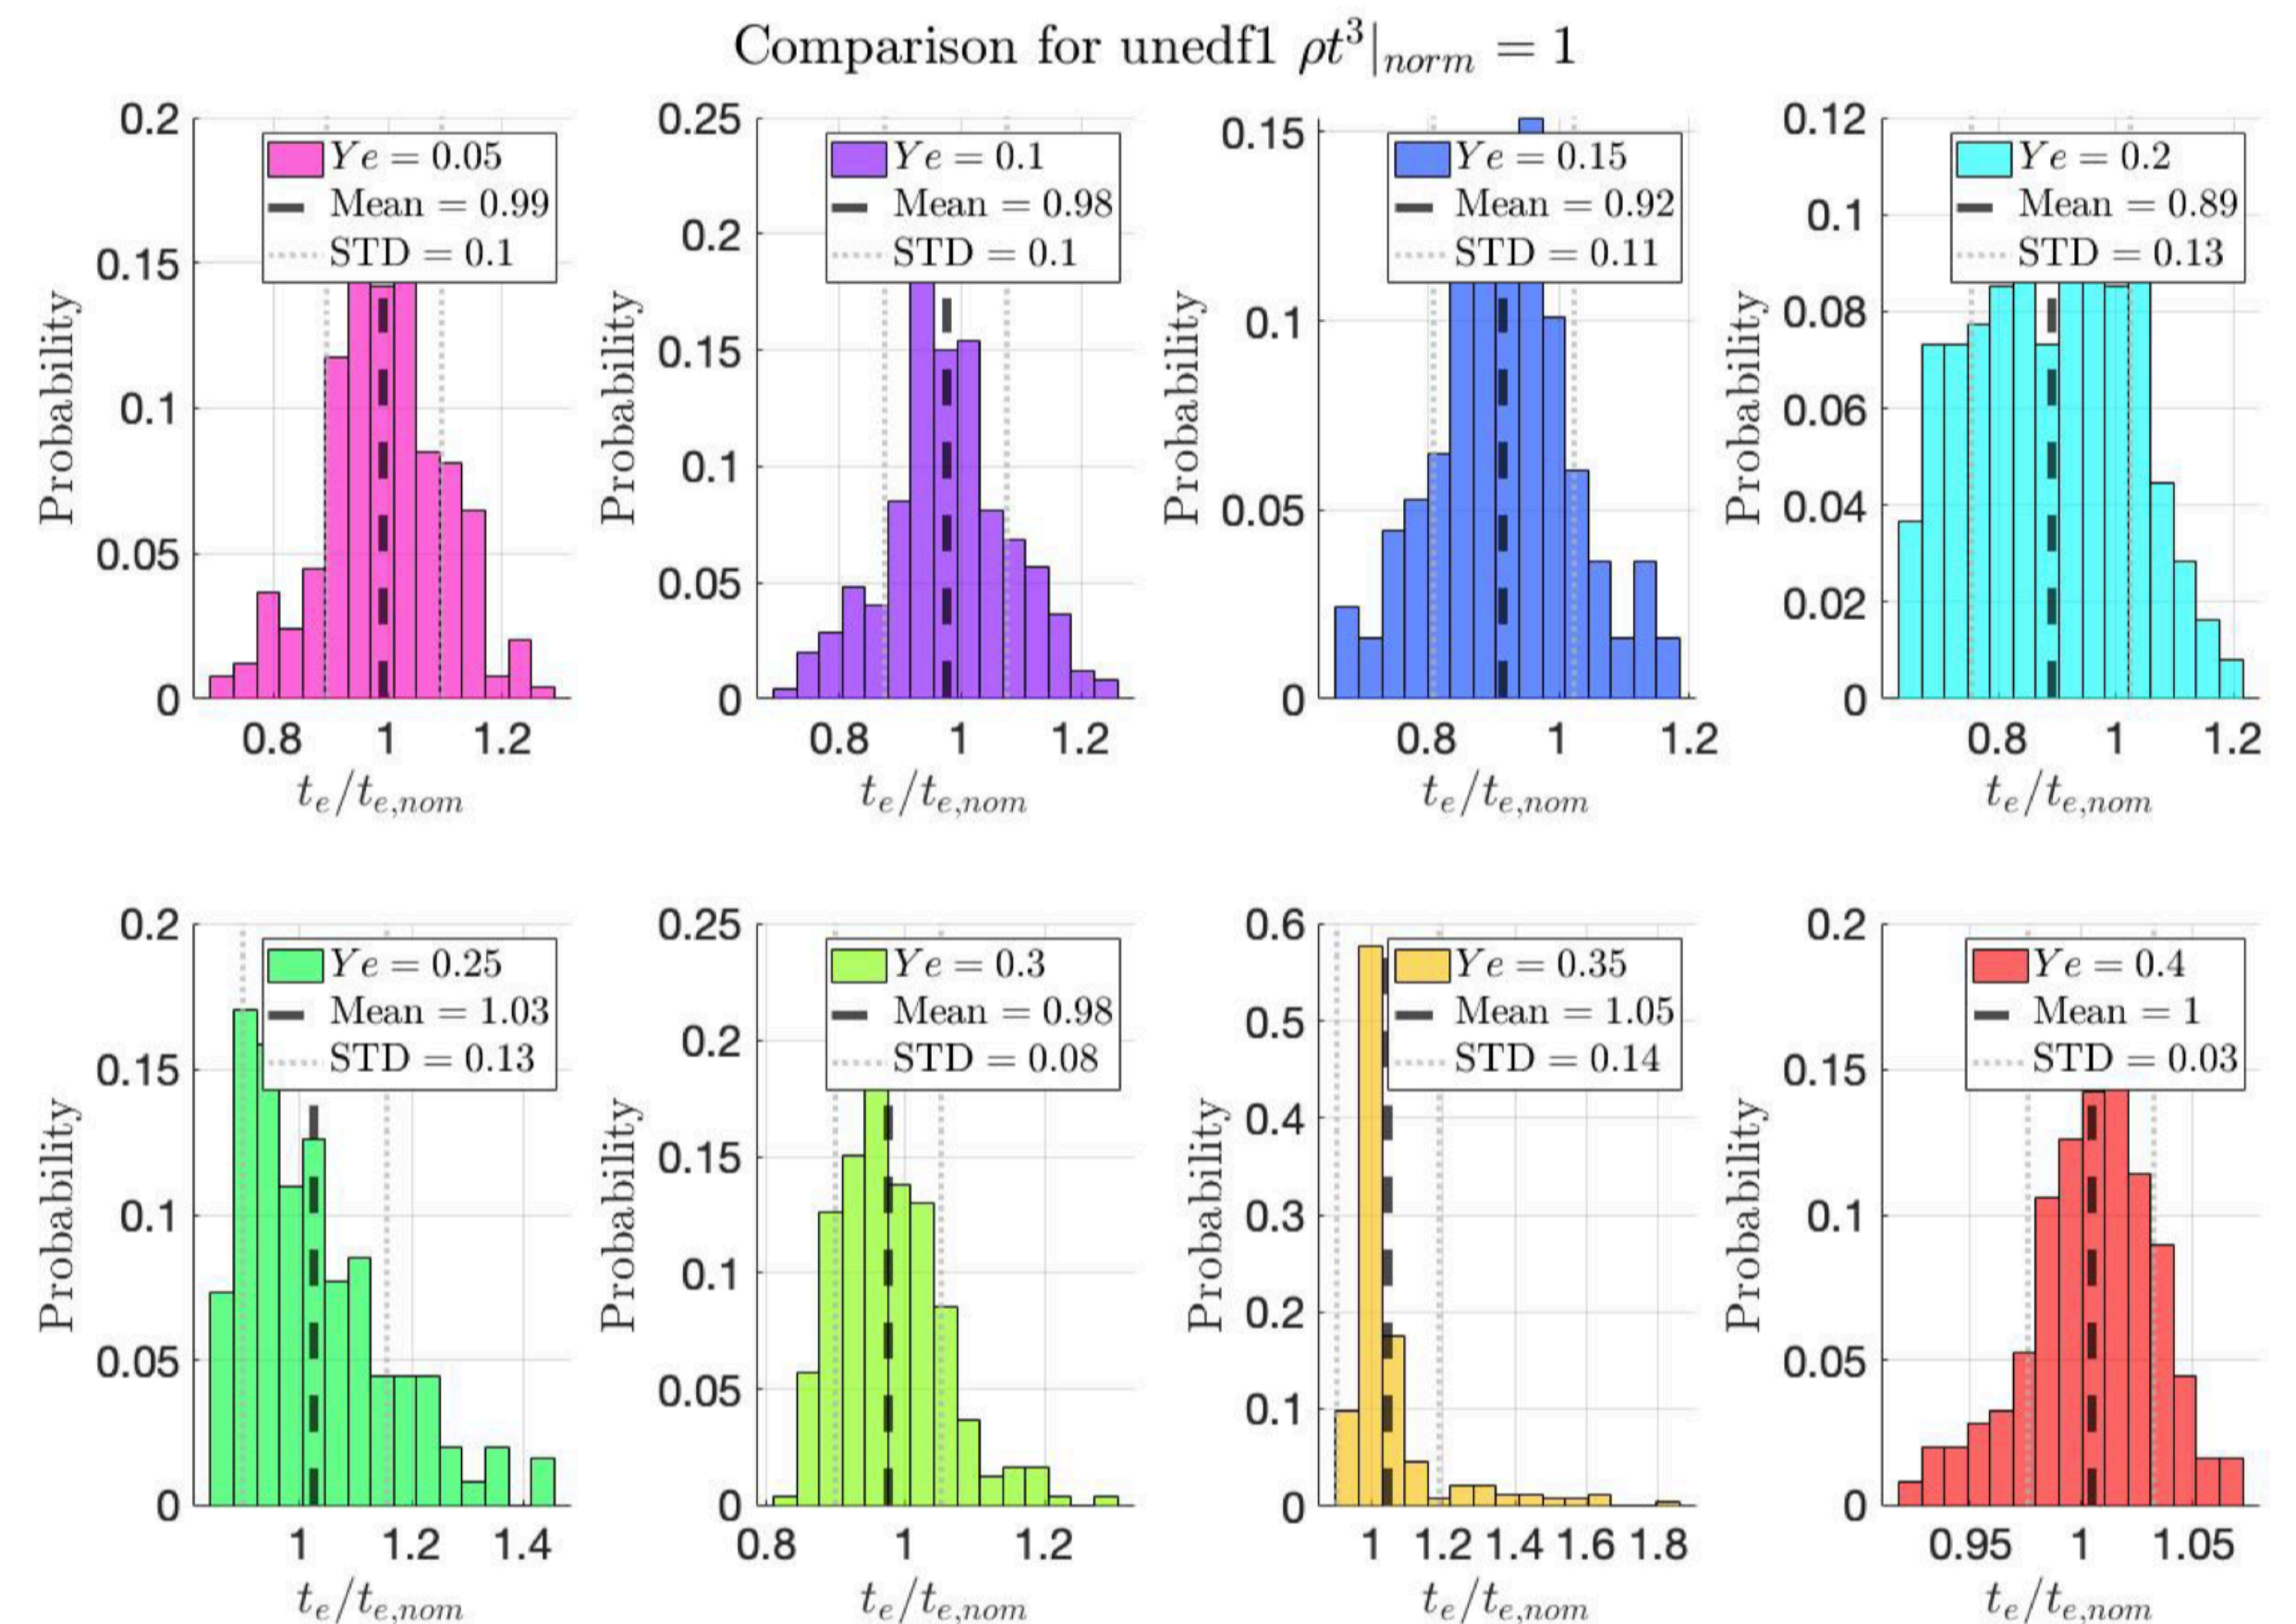 Comparison for unedf1 ρt³|norm = 1
0.2
0.15
0.1
0.05
0
Probability
Ye = 0.05
Mean = 0.99
STD = 0.1
0.8 1 1.2
te/te,nom
0.25
0.2
0.15
0.1
0.05
0
Probability
Ye = 0.1
Mean = 0.98
STD = 0.1
0.8 1 1.2
te/te,nom
0.15
0.1
0.05
0
Probability
Ye = 0.15
Mean = 0.92
STD = 0.11
0.8 1 1.2
te/te,nom
0.12
0.1
0.08
0.06
0.04
0.02
0
Probability
Ye = 0.2
Mean = 0.89
STD = 0.13
0.8 1 1.2
te/te,nom
0.2
0.15
0.1
0.05
0
Probability
Ye = 0.25
Mean = 1.03
STD = 0.13
1 1.2 1.4
te/te,nom
0.25
0.2
0.15
0.1
0.05
0
Probability
Ye = 0.3
Mean = 0.98
STD = 0.08
0.8 1 1.2
te/te,nom
0.6
0.5
0.4
0.3
0.2
0.1
0
Probability
Ye = 0.35
Mean = 1.05
STD = 0.14
1 1.2 1.4 1.6 1.8
te/te,nom
0.2
0.15
0.1
0.05
0
Probability
Ye = 0.4
Mean = 1
STD = 0.03
0.95 1 1.05
te/te,nom